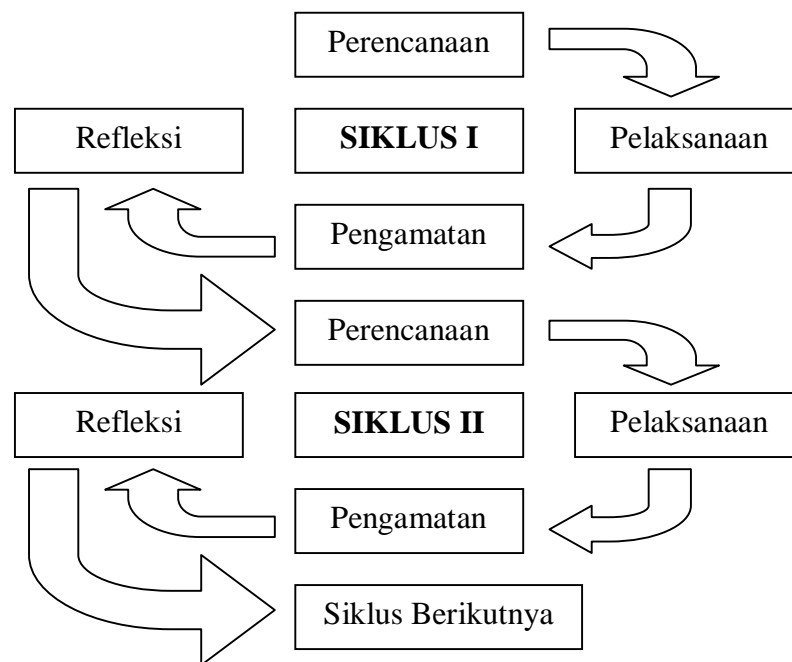 Perencanaan
Refleksi
SIKLUS I
Pelaksanaan
Pengamatan
Perencanaan
Refleksi
SIKLUS II
Pelaksanaan
Pengamatan
Siklus Berikutnya